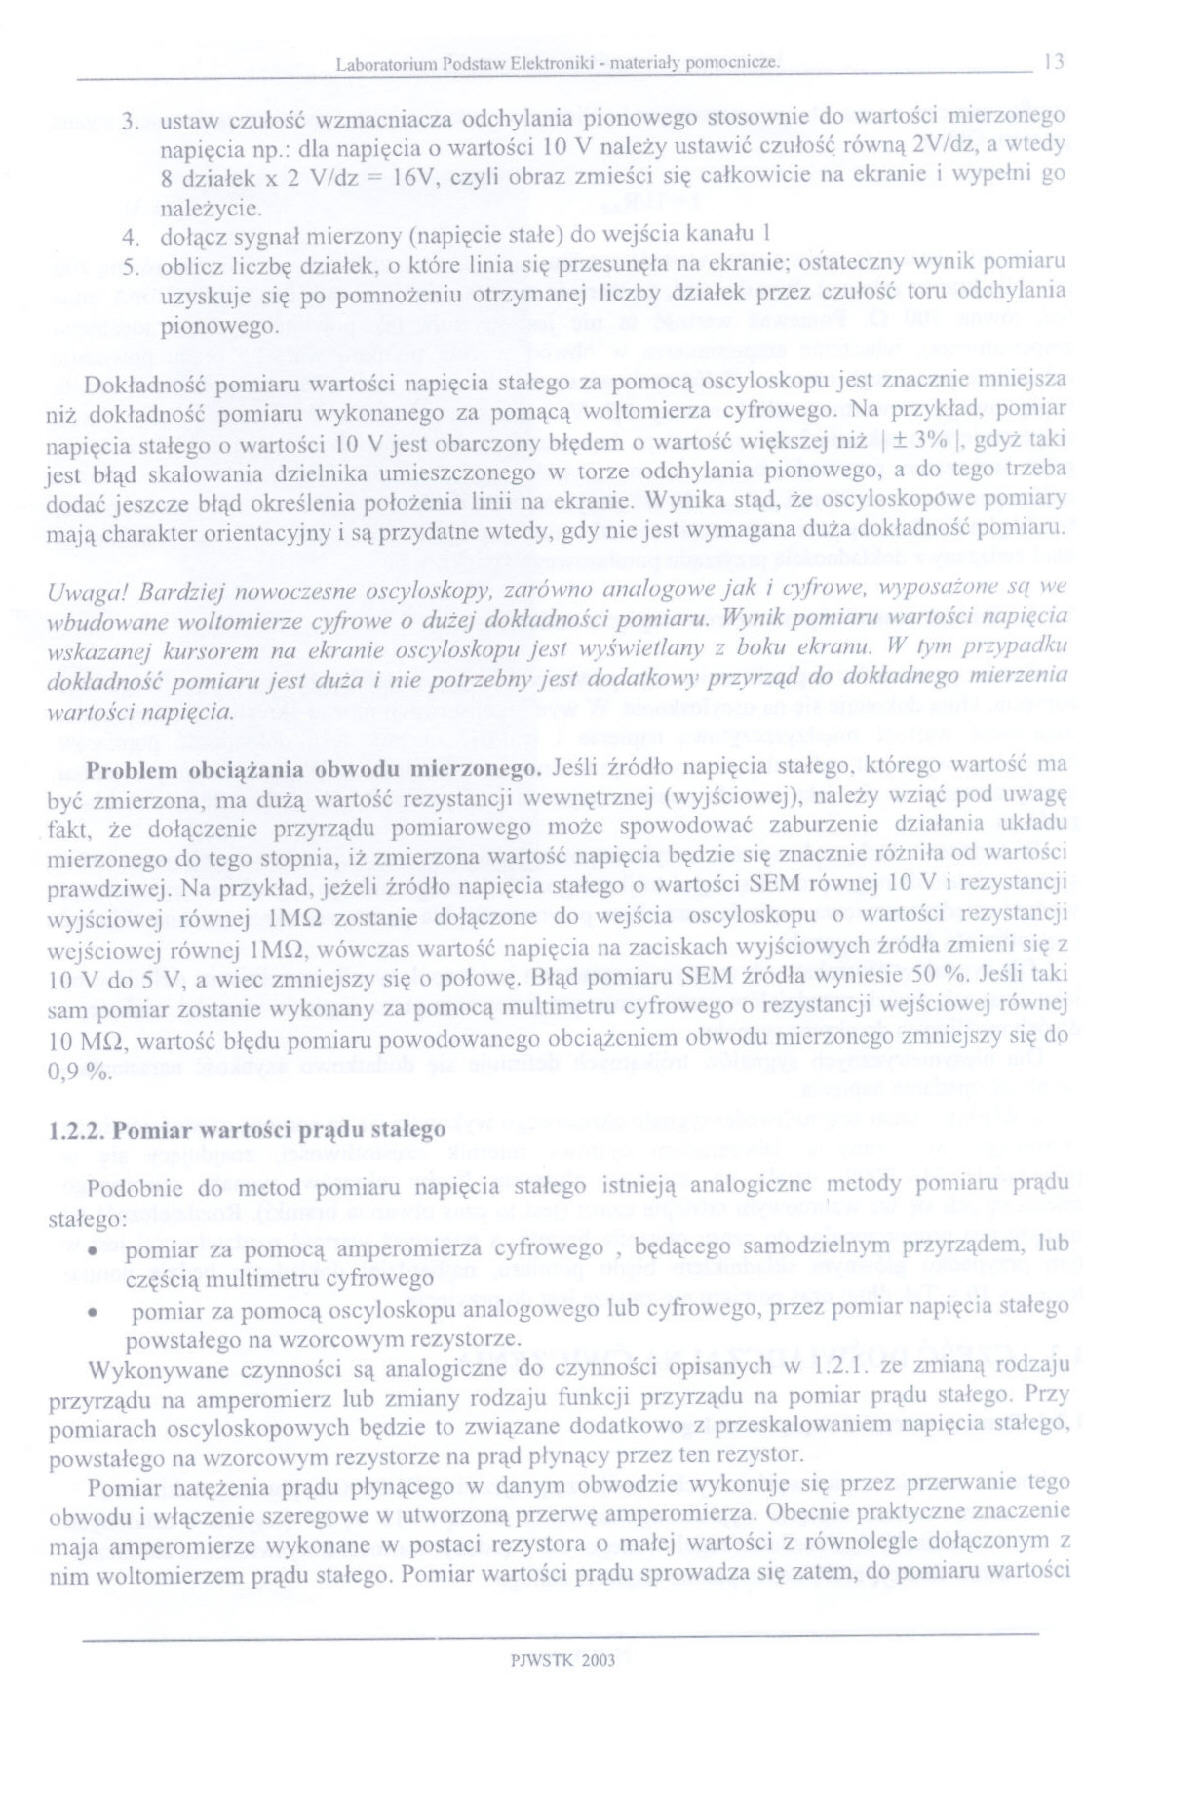 Laboratorium Podstaw Elektroniki - materiały pomocnicze. 13
3. ustaw czułość wzmacniacza odchylania pionowego stosownie do wartości mierzonego
napięcia np.: dla napięcia o wartości 10 V należy ustawić czułość równą 2V/dz, a wtedy
8 działek x 2 V/dz = 16V, czyli obraz zmieści się całkowicie na ekranie i wypełni go
należycie.
4. dołącz sygnał mierzony (napięcie stałe) do wejścia kanału 1
5. oblicz liczbę działek, o które linia się przesunęła na ekranie; ostateczny wynik pomiaru
uzyskuje się po pomnożeniu otrzymanej liczby działek przez czułość toru odchylania
pionowego.
Dokładność pomiaru wartości napięcia stałego za pomocą oscyloskopu jest znacznie mniejsza
niż dokładność pomiaru wykonanego za pomącą woltomierza cyfrowego. Na przykład, pomiar
napięcia stałego o wartości 10 V jest obarczony błędem o wartość większej niż | ± 3% |, gdyż taki
jest błąd skalowania dzielnika umieszczonego w torze odchylania pionowego, a do tego trzeba
dodać jeszcze błąd określenia położenia linii na ekranie. Wynika stąd, że oscyloskopowe pomiary
mają charakter orientacyjny i są przydatne wtedy, gdy nie jest wymagana duża dokładność pomiaru.
Uwaga! Bardziej nowoczesne oscyloskopy, zarówno analogowe jak i cyfrowe, wyposażone są we
wbudowane woltomierze cyfrowe o dużej dokładności pomiaru. Wynik pomiaru wartości napięcia
wskazanej kursorem na ekranie oscyloskopu jest wyświetlany z boku ekranu. W tym przypadku
dokładność pomiaru jest duża i nie potrzebny jest dodatkowy przyrząd do dokładnego mierzenia
wartości napięcia.
Problem obciążania obwodu mierzonego. Jeśli źródło napięcia stałego, którego wartość ma
być zmierzona, ma dużą wartość rezystancji wewnętrznej (wyjściowej), należy wziąć pod uwagę
fakt, że dołączenie przyrządu pomiarowego może spowodować zaburzenie działania układu
mierzonego do tego stopnia, iż zmierzona wartość napięcia będzie się znacznie różniła od wartości
prawdziwej. Na przykład, jeżeli źródło napięcia stałego o wartości SEM równej 10 V i rezystancji
wyjściowej równej 1MΩ zostanie dołączone do wejścia oscyloskopu o wartości rezystancji
wejściowej równej 1MΩ, wówczas wartość napięcia na zaciskach wyjściowych źródła zmieni się z
10 V do 5 V, a wiec zmniejszy się o połowę. Błąd pomiaru SEM źródła wyniesie 50 %. Jeśli taki
sam pomiar zostanie wykonany za pomocą multimetru cyfrowego o rezystancji wejściowej równej
10 MΩ, wartość błędu pomiaru powodowanego obciążeniem obwodu mierzonego zmniejszy się do
0,9 %.
1.2.2. Pomiar wartości prądu stałego
Podobnie do metod pomiaru napięcia stałego istnieją analogiczne metody pomiaru prądu
stałego:
• pomiar za pomocą amperomierza cyfrowego , będącego samodzielnym przyrządem, lub
częścią multimetru cyfrowego
• pomiar za pomocą oscyloskopu analogowego lub cyfrowego, przez pomiar napięcia stałego
powstałego na wzorcowym rezystorze.
Wykonywane czynności są analogiczne do czynności opisanych w 1.2.1. ze zmianą rodzaju
przyrządu na amperomierz lub zmiany rodzaju funkcji przyrządu na pomiar prądu stałego. Przy
pomiarach oscyloskopowych będzie to związane dodatkowo z przeskalowaniem napięcia stałego,
powstałego na wzorcowym rezystorze na prąd płynący przez ten rezystor.
Pomiar natężenia prądu płynącego w danym obwodzie wykonuje się przez przerwanie tego
obwodu i włączenie szeregowe w utworzoną przerwę amperomierza. Obecnie praktyczne znaczenie
maja amperomierze wykonane w postaci rezystora o małej wartości z równolegle dołączonym z
nim woltomierzem prądu stałego. Pomiar wartości prądu sprowadza się zatem, do pomiaru wartości
PJWSTK 2003